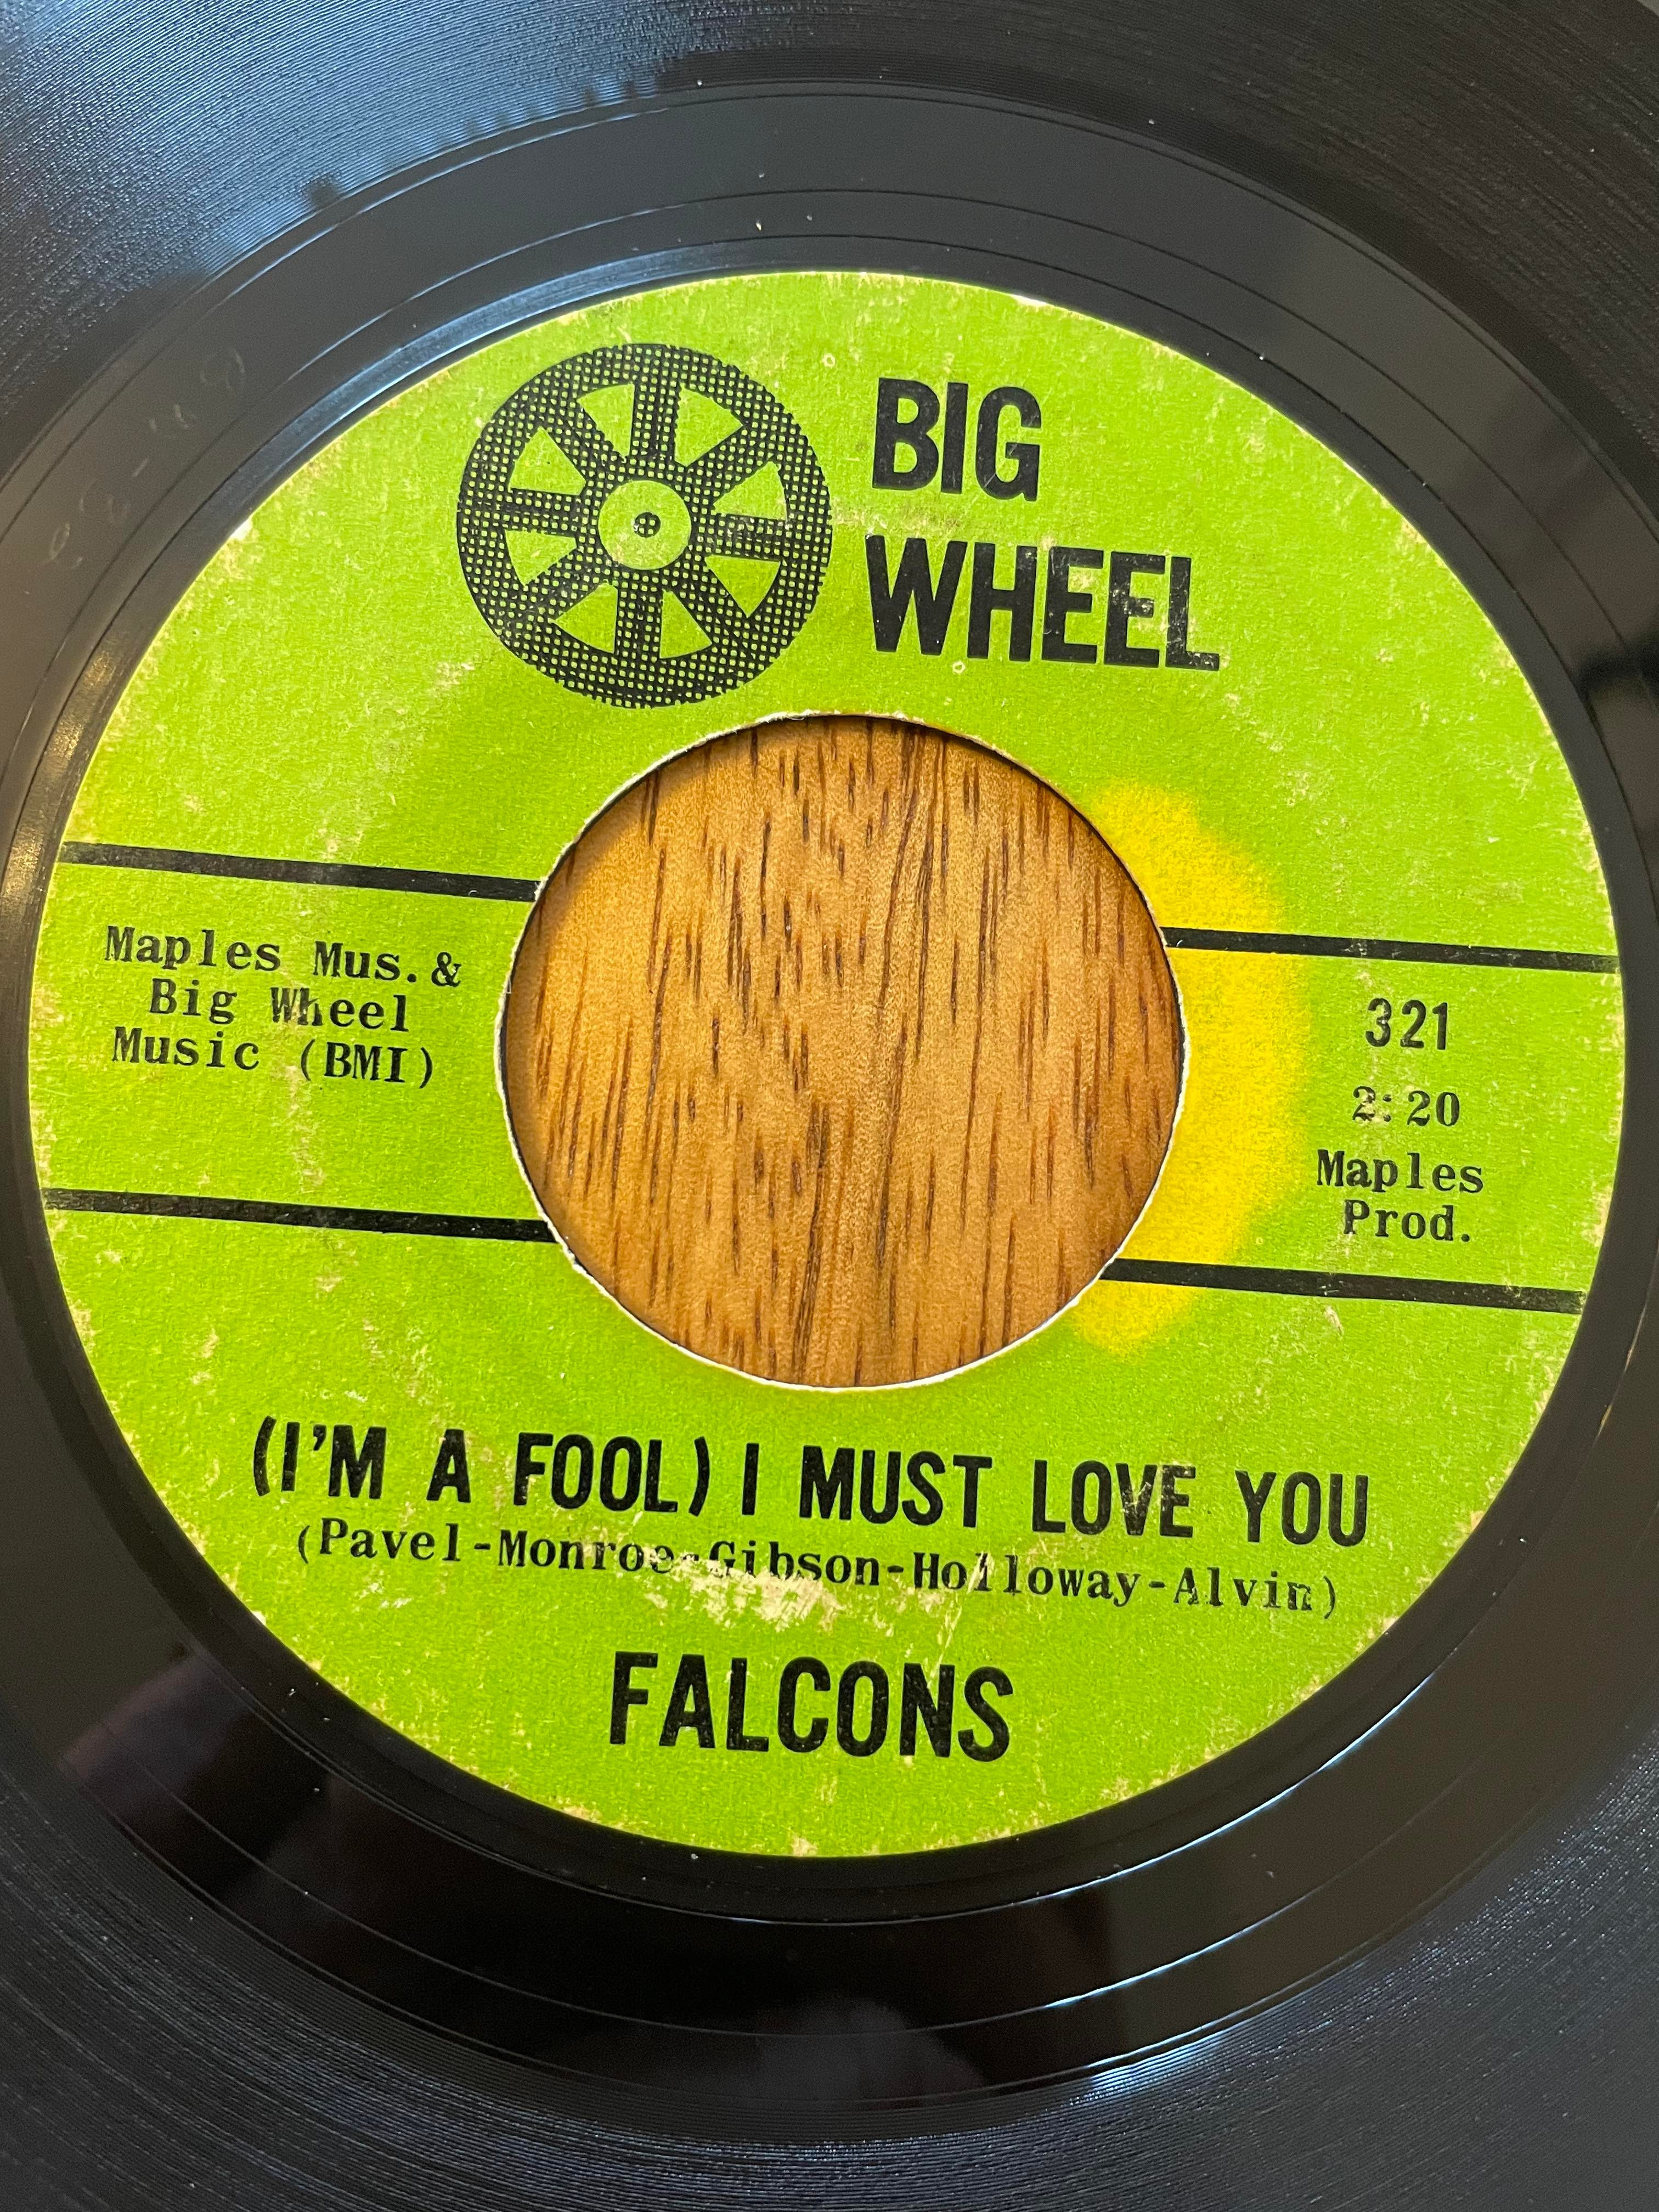 BIG
WHEEL
Maples Mus.&
Big Wheel
Music (BMI)
321
2:20
Maples
Prod.
(I'M A FOOL) I MUST LOVE YOU
(Pavel-Monroe-Gibson-Holloway-Alvin)
FALCONS